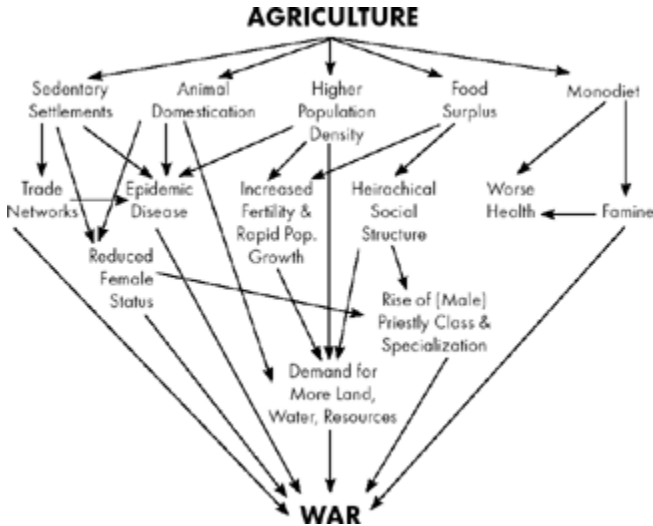 AGRICULTURE
Sedentary
Settlements
Animal
Domestication
Higher
Population
Density
Food
Surplus
Monodiet
Trade
Networks
Epidemic
Disease
Increased
Fertility &
Rapid Pop.
Growth
Heirachical
Social
Structure
Worse
Health
Famine
Reduced
Female
Status
Rise of (Male)
Priestly Class &
Specialization
Demand for
More Land,
Water, Resources
WAR